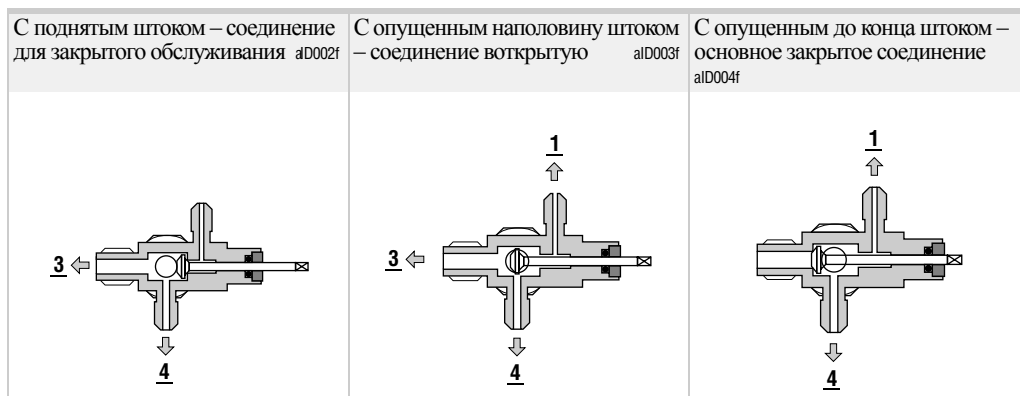 С поднятым штоком – соединение
для закрытого обслуживания aID002f
С опущенным наполовину штоком
– соединение воткрытую aID003f
С опущенным до конца штоком –
основное закрытое соединение
aID004f
3
4
1
3
4
1
4